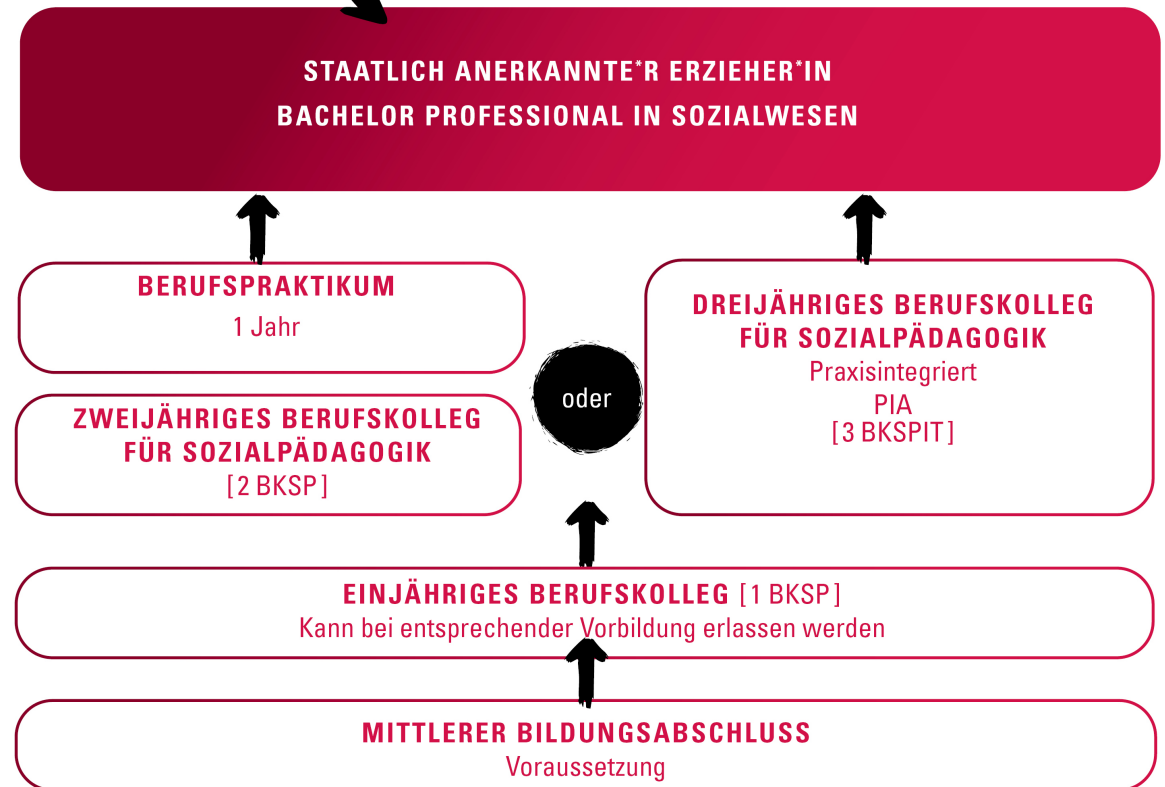 STAATLICH ANERKANNTE*R ERZIEHER*IN
BACHELOR PROFESSIONAL IN SOZIALWESEN
BERUFSPRAKTIKUM
1 Jahr
ZWEIJÄHRIGES BERUFSKOLLEG
FÜR SOZIALPÄDAGOGIK
[2 BKSP]
oder
DREIJÄHRIGES BERUFSKOLLEG
FÜR SOZIALPÄDAGOGIK
Praxisintegriert
PIA
[3 BKSPIT]
EINJÄHRIGES BERUFSKOLLEG [1 BKSP]
Kann bei entsprechender Vorbildung erlassen werden
MITTLERER BILDUNGSABSCHLUSS
Voraussetzung